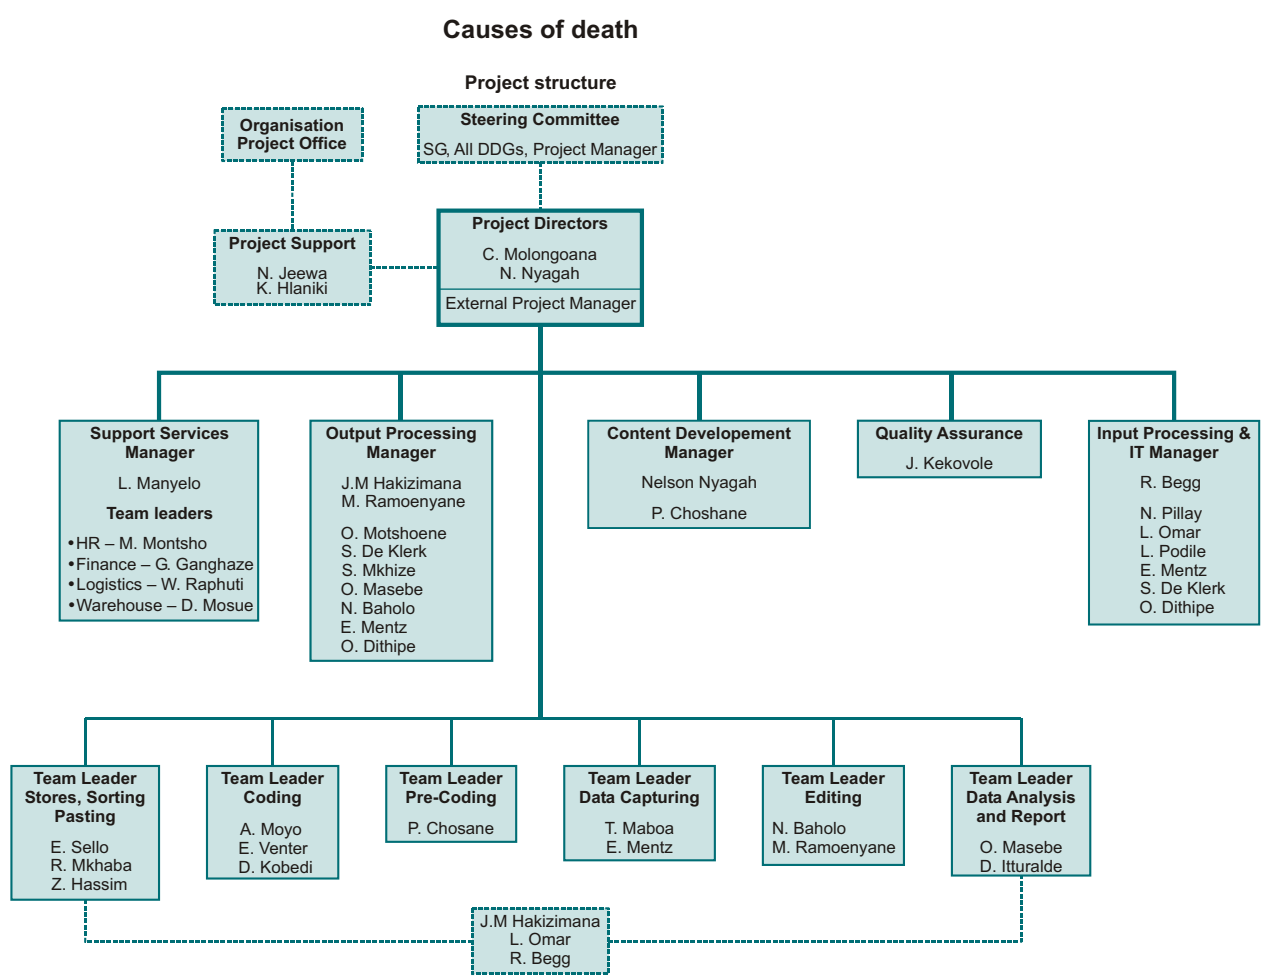 Causes of death
Project structure
Organisation
Project Office
Steering Committee
SG, All DDGs, Project Manager
Project Support
N. Jeewa
K. Hlaniki
Project Directors
C. Molongoana
N. Nyagah
External Project Manager
Support Services
Manager
L. Manyelo
Team leaders
•HR – M. Montsho
•Finance – G. Ganghaze
•Logistics – W. Raphuti
•Warehouse – D. Mosue
Output Processing
Manager
J.M Hakizimana
M. Ramoenyane
O. Motshoene
S. De Klerk
S. Mkhize
O. Masebe
N. Baholo
E. Mentz
O. Dithipe
Content Developement
Manager
Nelson Nyagah
P. Choshane
Quality Assurance
J. Kekovole
Input Processing &
IT Manager
R. Begg
N. Pillay
L. Omar
L. Podile
E. Mentz
S. De Klerk
O. Dithipe
Team Leader
Stores, Sorting
Pasting
E. Sello
R. Mkhaba
Z. Hassim
Team Leader
Coding
A. Moyo
E. Venter
D. Kobedi
Team Leader
Pre-Coding
P. Chosane
Team Leader
Data Capturing
T. Maboa
E. Mentz
Team Leader
Editing
N. Baholo
M. Ramoenyane
Team Leader
Data Analysis
and Report
O. Masebe
D. Itturalde
J.M Hakizimana
L. Omar
R. Begg